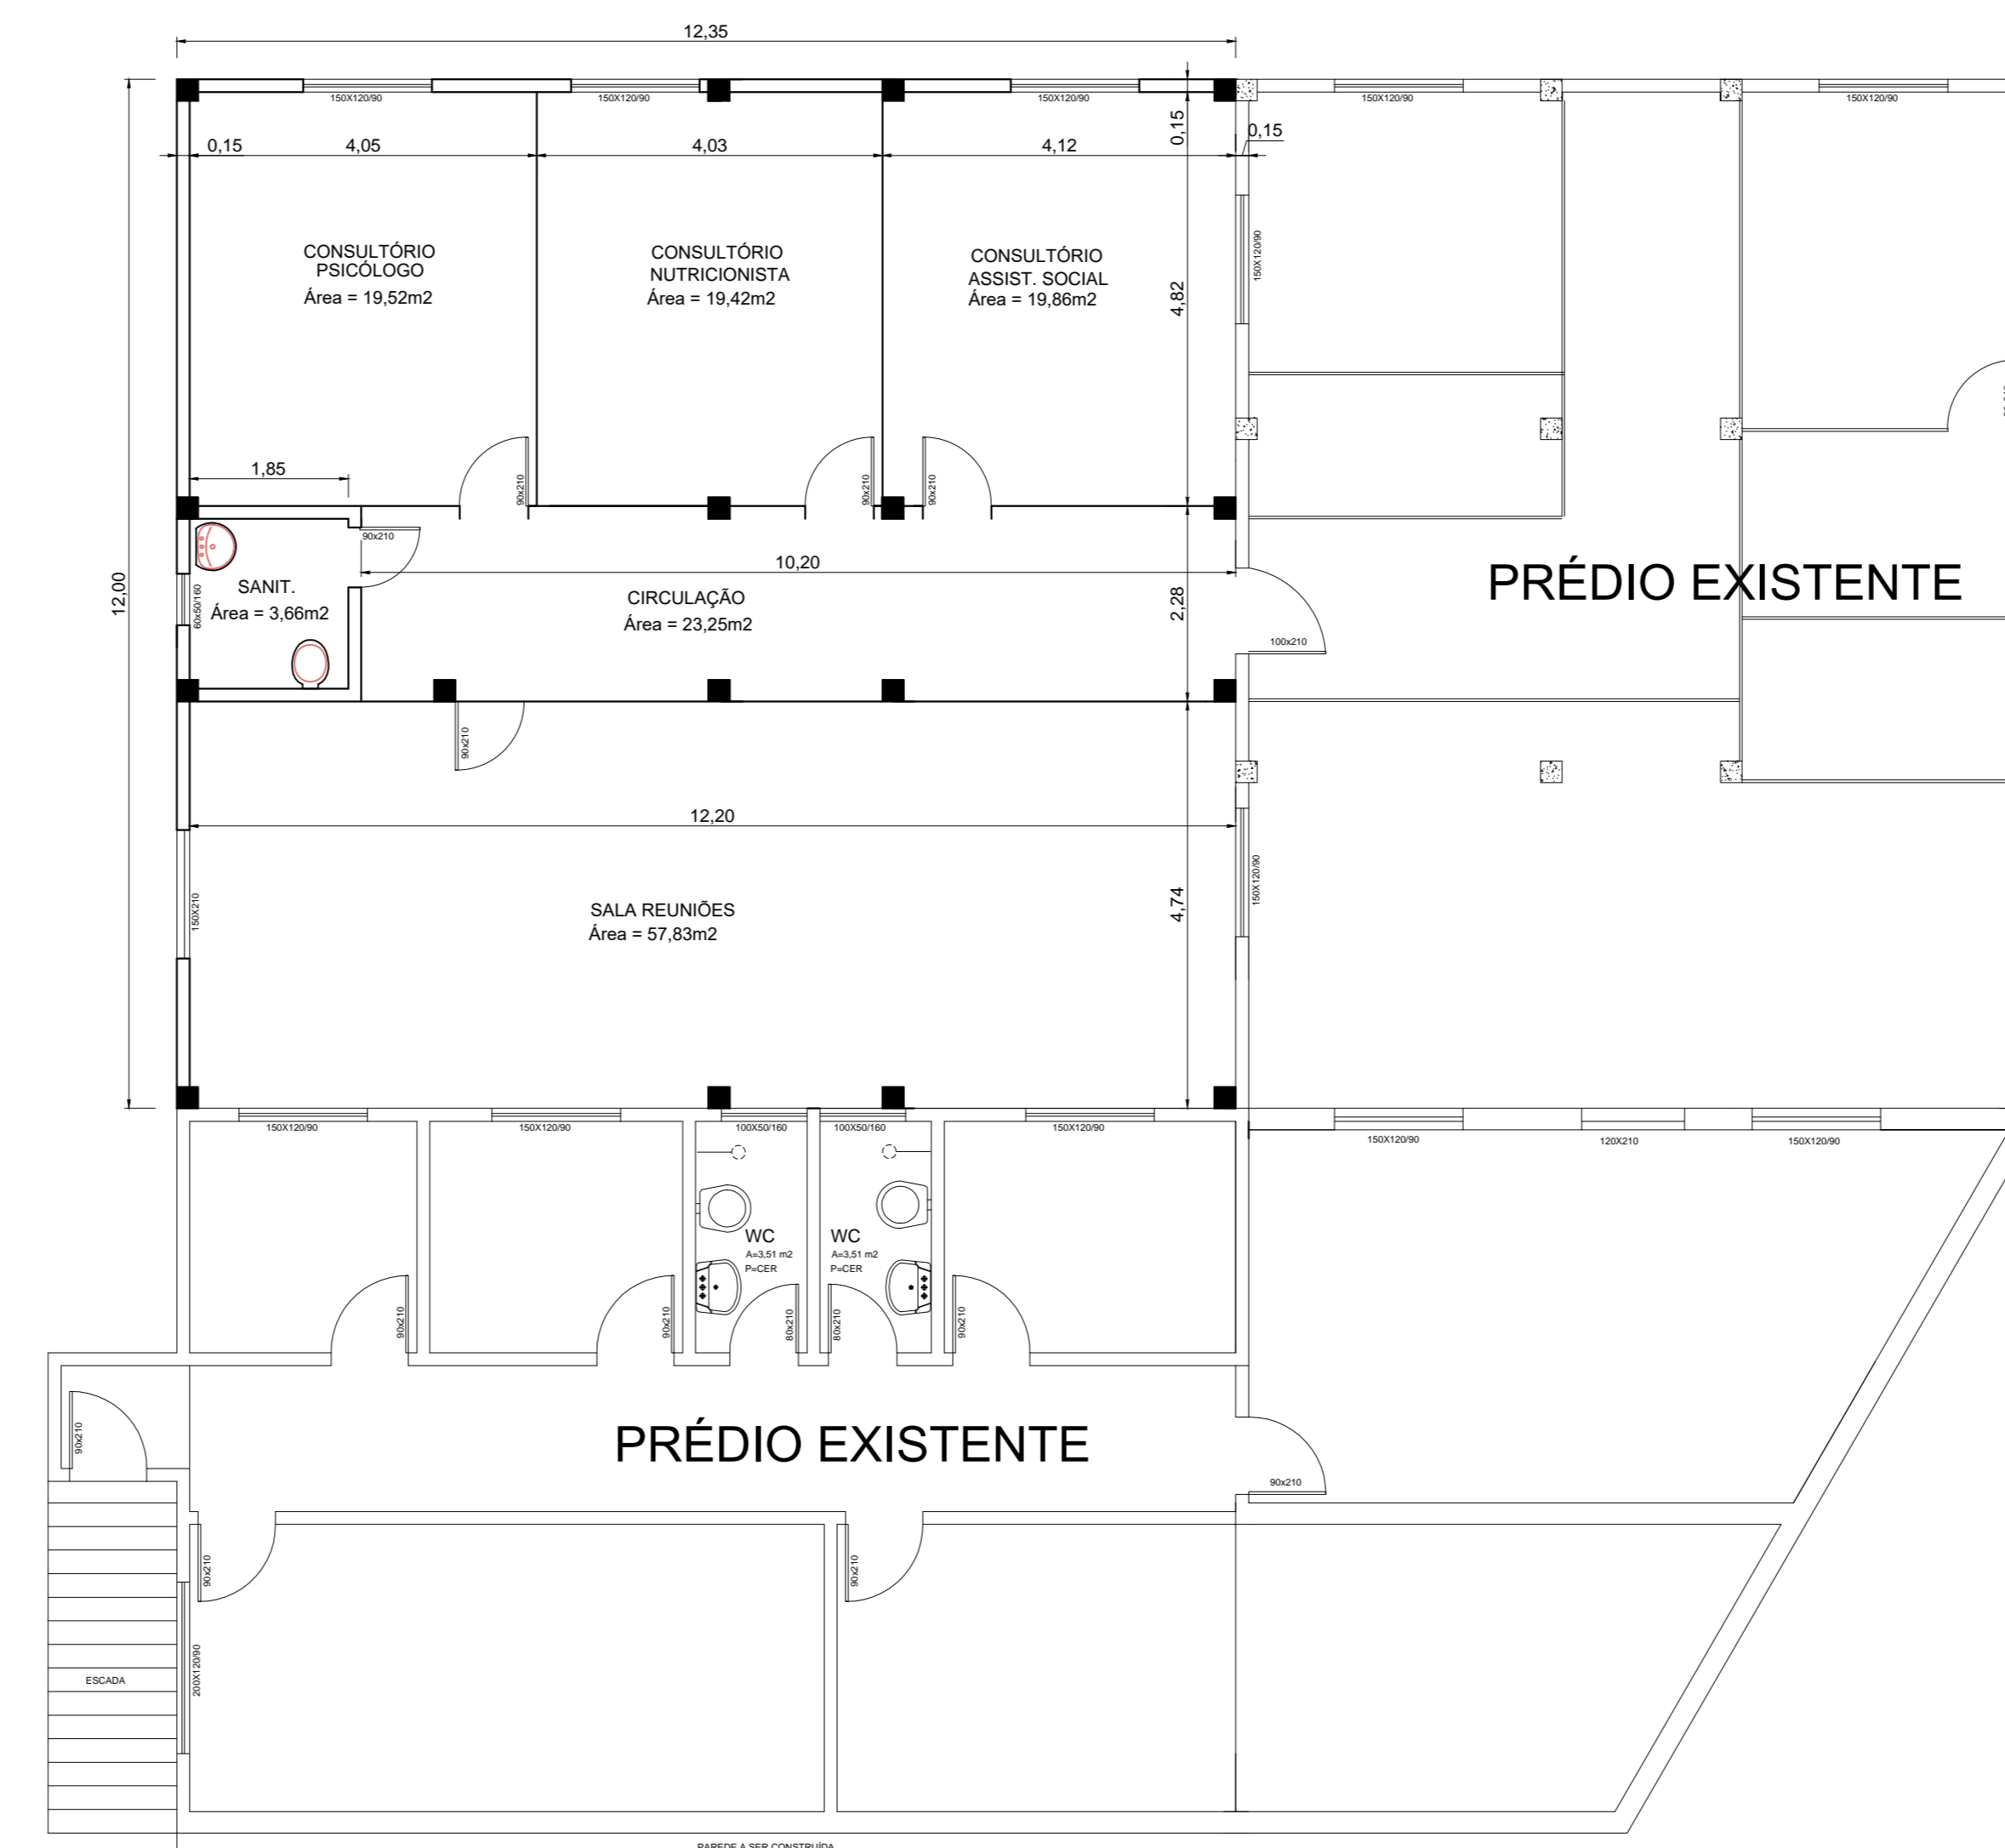 12,35
150X120/90
150X120/90
150X120/90
150X120/90
150X120/90
0,15
4,05
4,03
4,12
0,15
0,15
CONSULTÓRIO
PSICÓLOGO
Área = 19,52m2
CONSULTÓRIO
NUTRICIONISTA
Área = 19,42m2
CONSULTÓRIO
ASSIST. SOCIAL
Área = 19,86m2
4,82
150X120/90
1,85
90x210
90x210
90x210
90x210
12,00
60x50/160
SANIT.
Área = 3,66m2
10,20
CIRCULAÇÃO
Área = 23,25m2
2,28
100x210
PRÉDIO EXISTENTE
90x210
12,20
150X210
SALA REUNIÕES
Área = 57,83m2
4,74
150X120/90
150X120/90
150X120/90
100X50/160
100X50/160
150X120/90
150X120/90
120X210
150X120/90
WC
A=3,51 m2
P=CER
WC
A=3,51 m2
P=CER
90x210
90x210
80x210
80x210
90x210
90x210
PRÉDIO EXISTENTE
90x210
90x210
90x210
200X120/90
ESCADA
PAREDE A SER CONSTRUÍDA